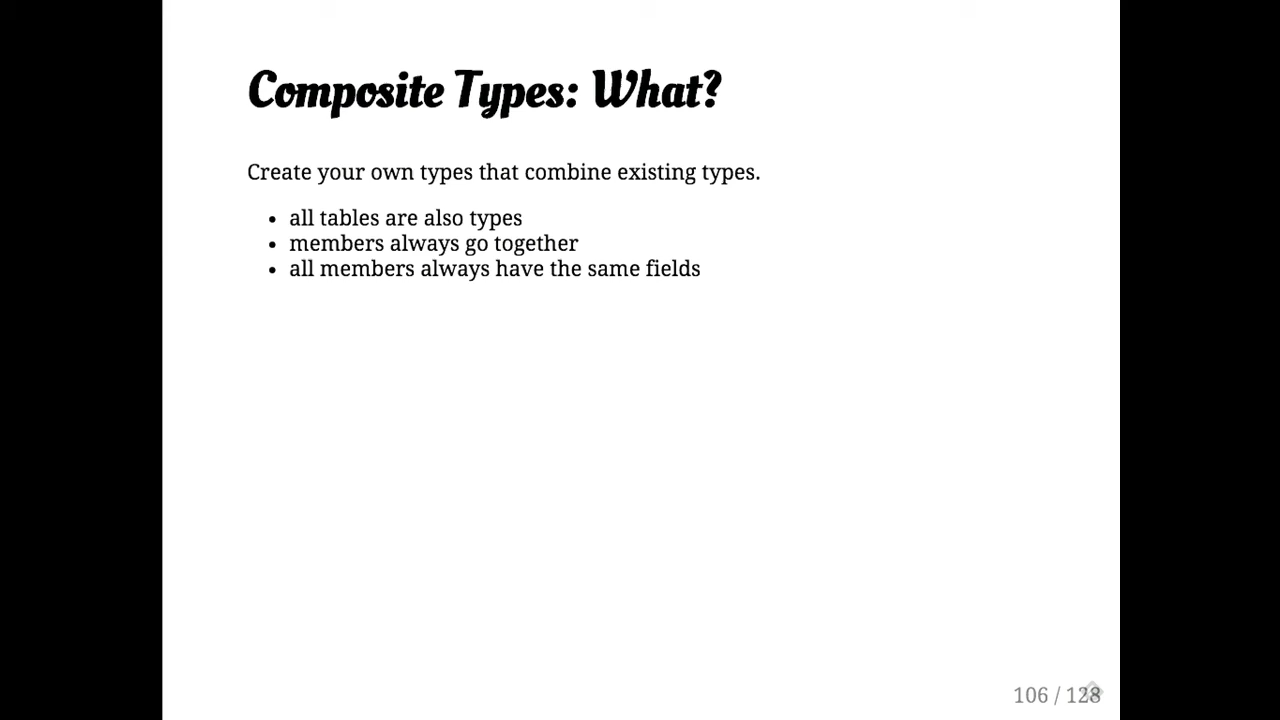 Composite Types: What?
Create your own types that combine existing types.
• all tables are also types
• members always go together
• all members always have the same fields
106 / 128